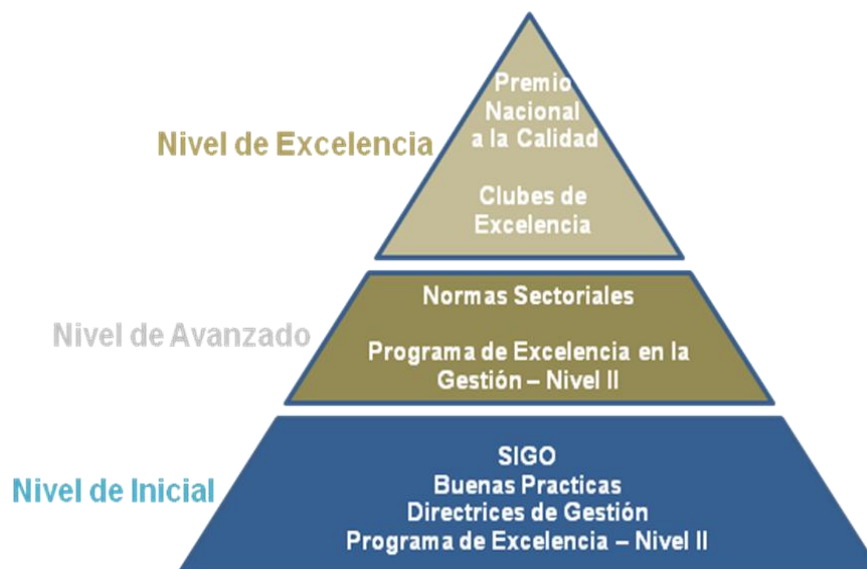 Premio
Nacional
a la Calidad
Nivel de Excelencia
Clubes de
Excelencia
Normas Sectoriales
Nivel de Avanzado
Programa de Excelencia en la
Gestión – Nivel II
SIGO
Nivel de Inicial
Buenas Practicas
Directrices de Gestión
Programa de Excelencia – Nivel II